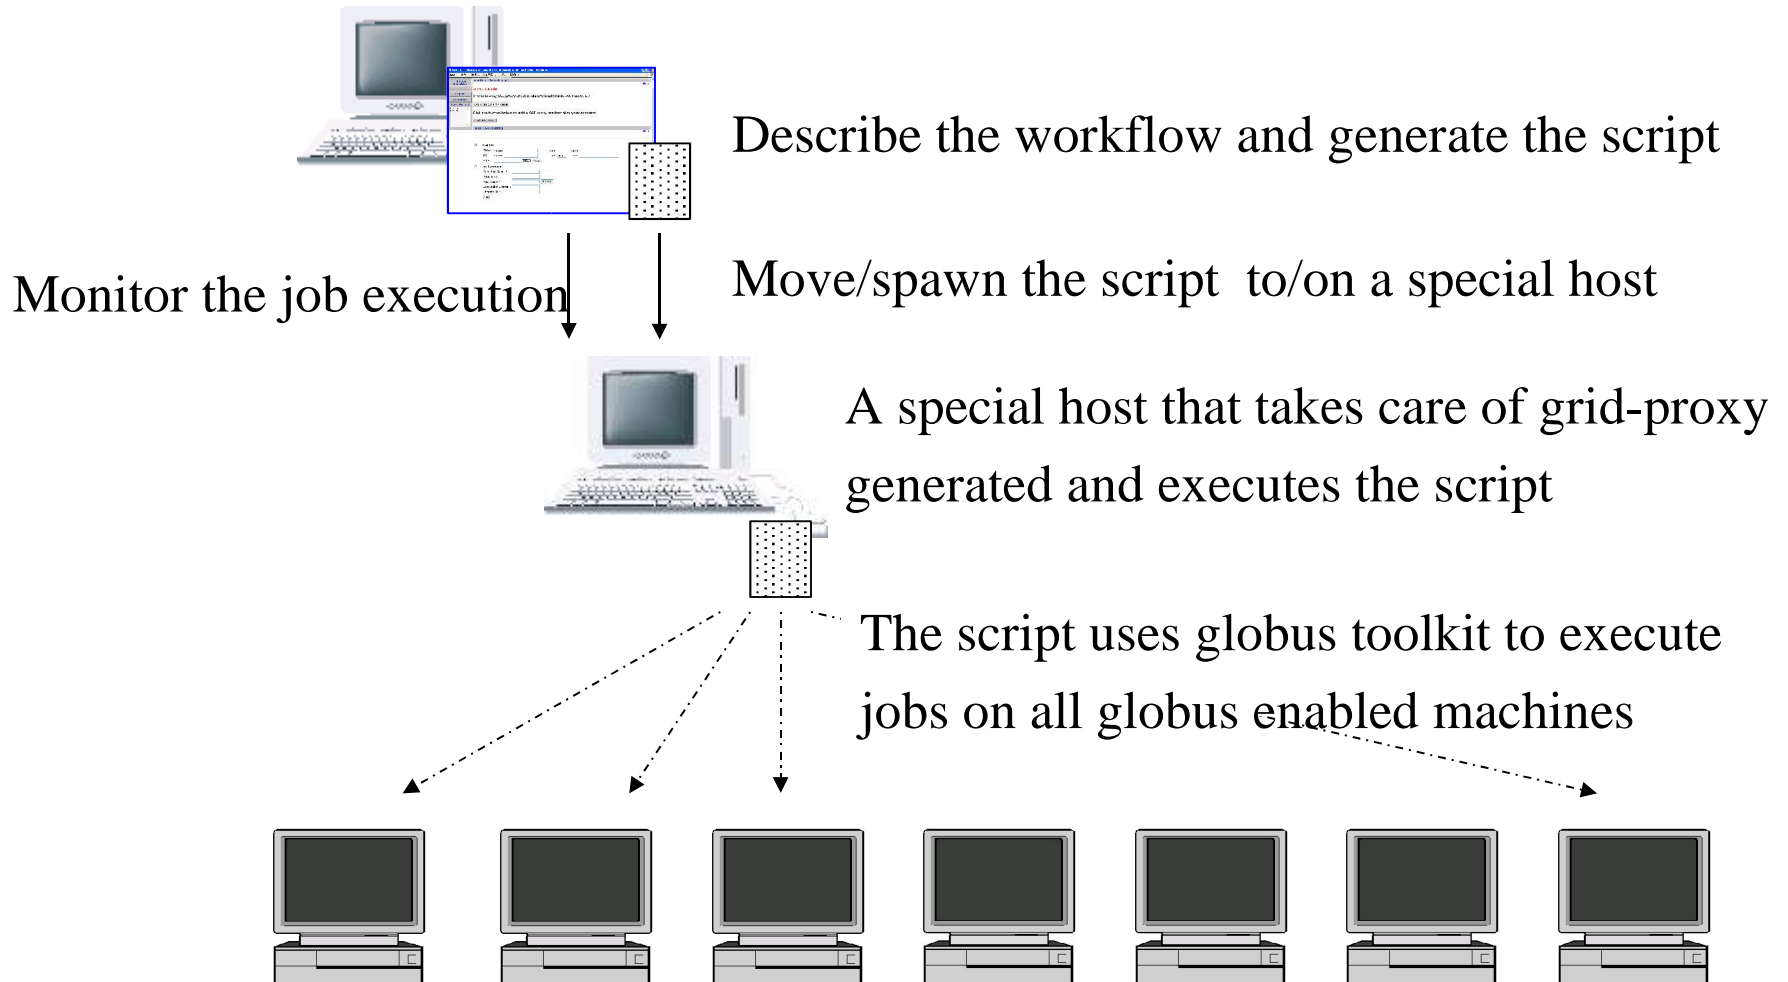 Describe the workflow and generate the script
Monitor the job execution
Move/spawn the script to/on a special host
A special host that takes care of grid-proxy
generated and executes the script
The script uses globus toolkit to execute
jobs on all globus enabled machines